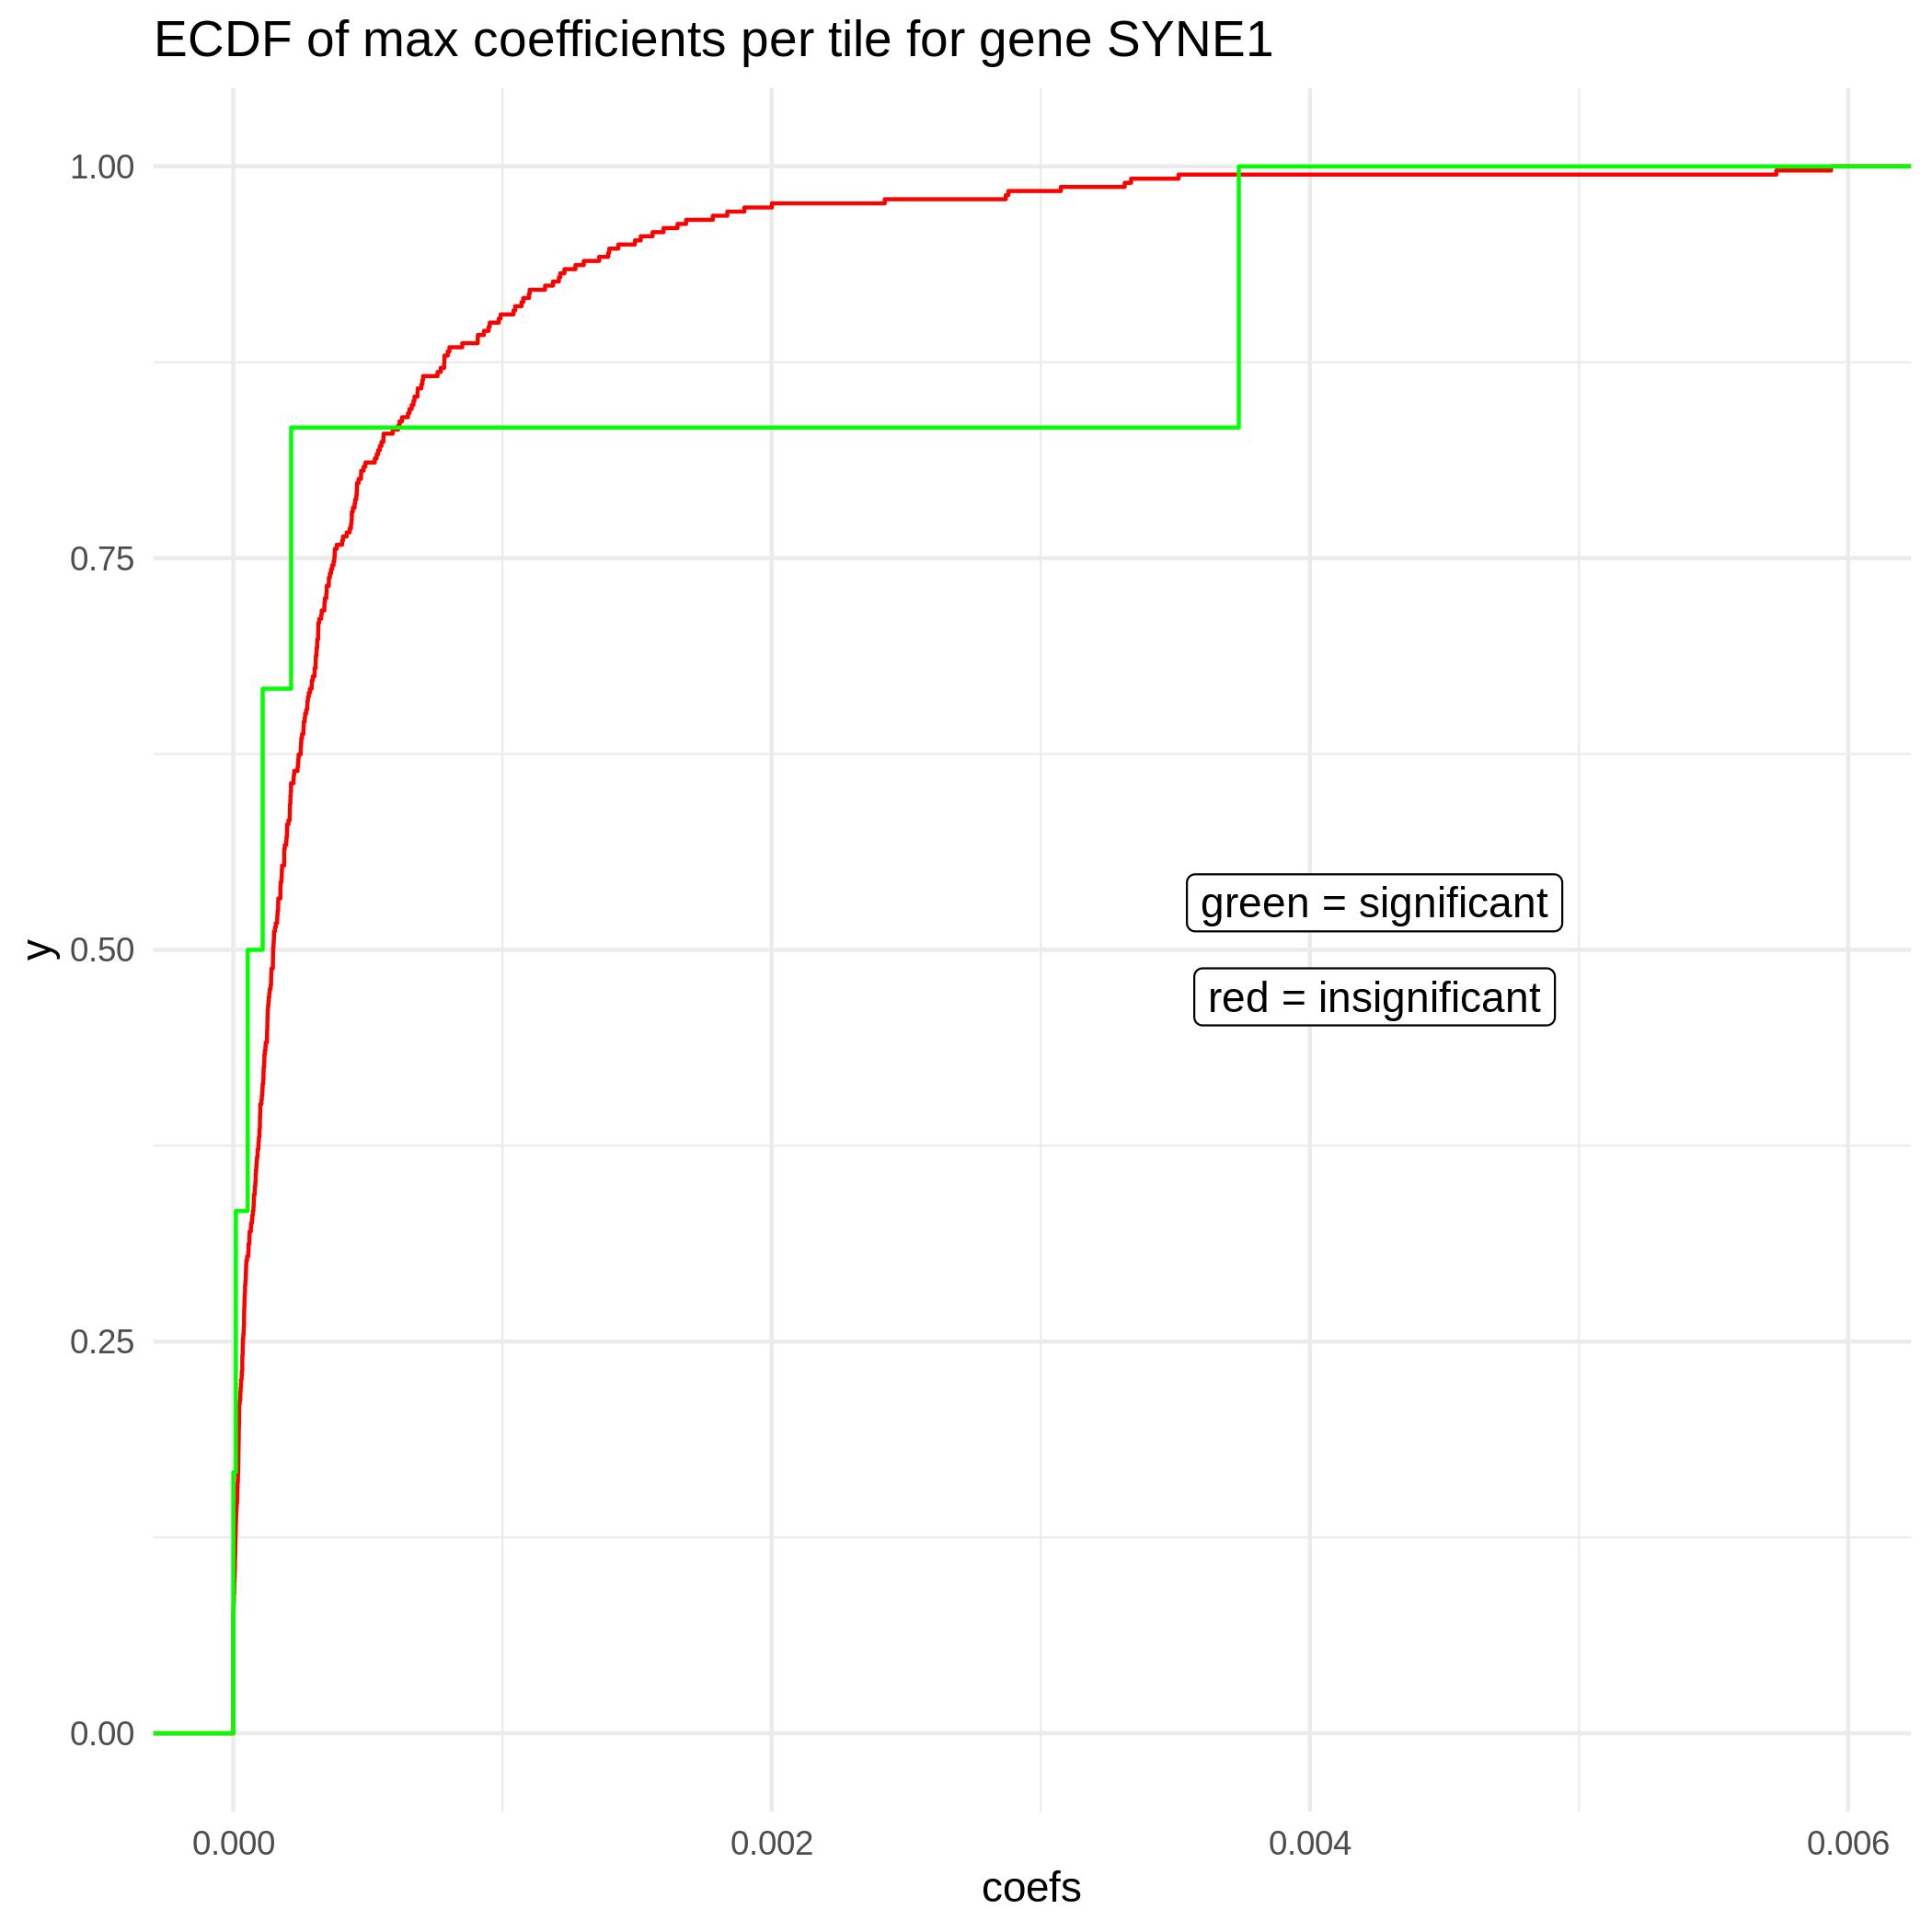 ECDF of max coefficients per tile for gene SYNE1
1.00
0.75
0.50
0.25
0.00
y
green = significant
red = insignificant
0.000
0.002
0.004
0.006
coefs